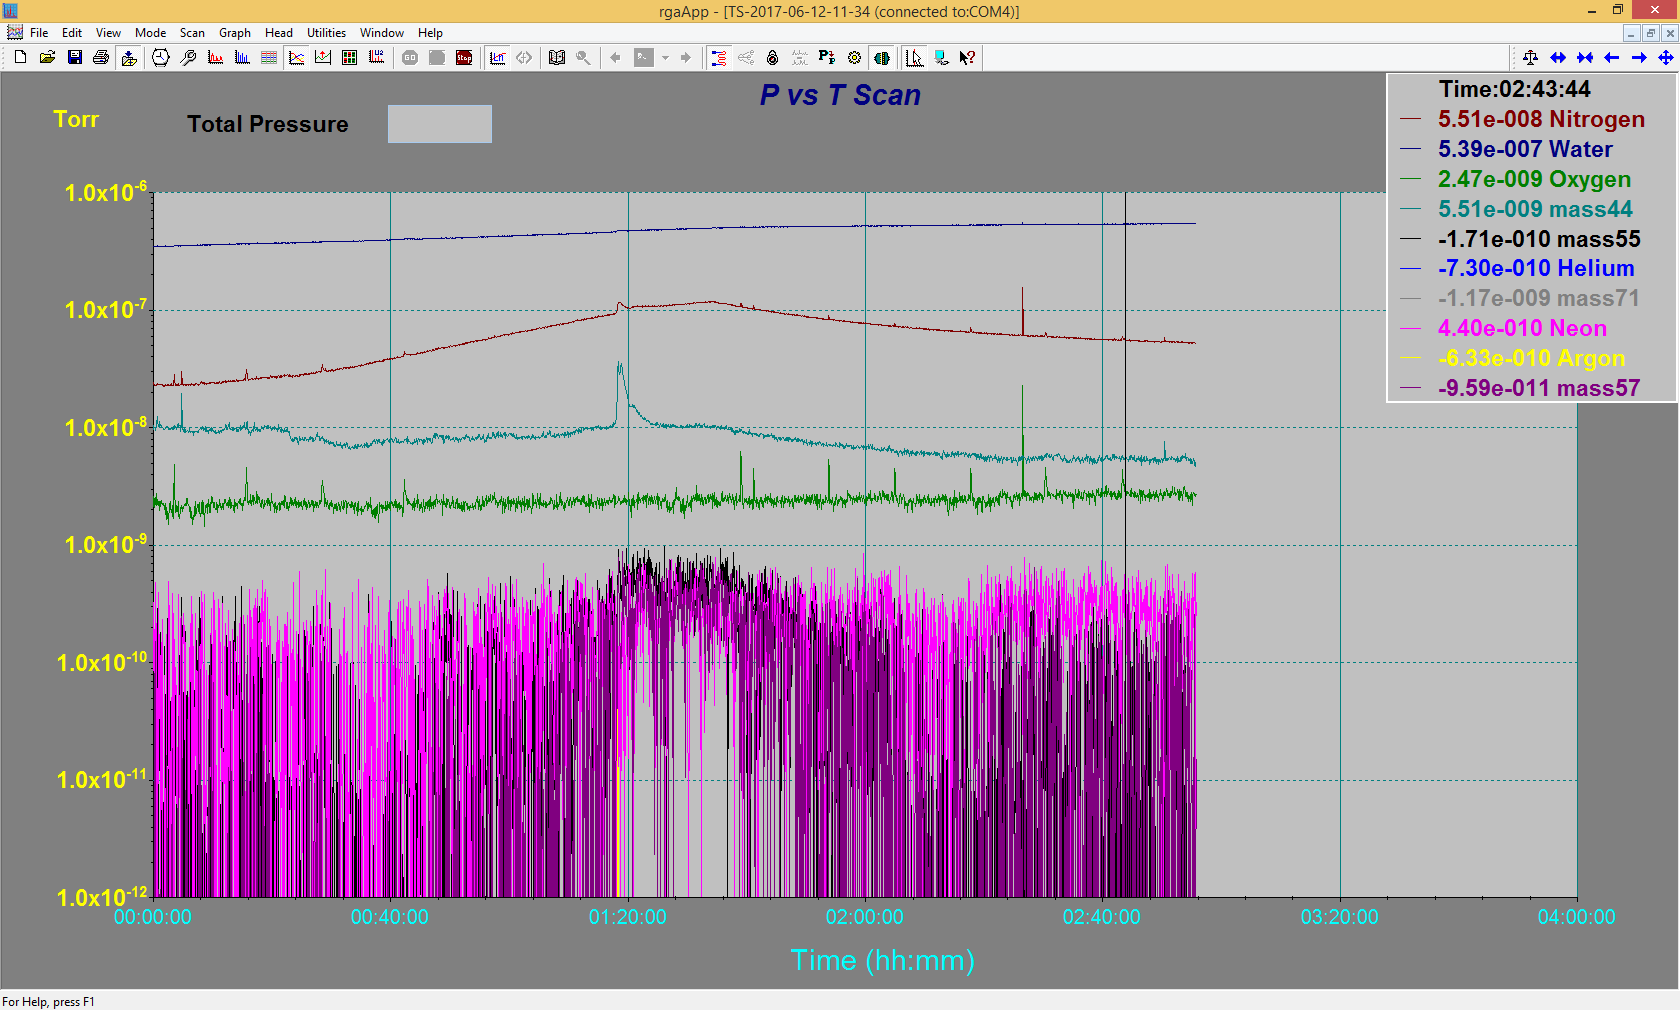 rgaApp - [TS-2017-06-12-11-34 (connected to:COM4)]
File Edit View Mode Scan Graph Head Utilities Window Help
GO Stop
P vs T Scan
Torr
Total Pressure
Time:02:43:44
5.51e-008 Nitrogen
5.39e-007 Water
2.47e-009 Oxygen
5.51e-009 mass44
-1.71e-010 mass55
-7.30e-010 Helium
-1.17e-009 mass71
4.40e-010 Neon
-6.33e-010 Argon
-9.59e-011 mass57
1.0x10-6
1.0x10-7
1.0x10-8
1.0x10-9
1.0x10-10
1.0x10-11
1.0x10-12
00:00:00 00:40:00 01:20:00 02:00:00 02:40:00 03:20:00 04:00:00
Time (hh:mm)
For Help, press F1